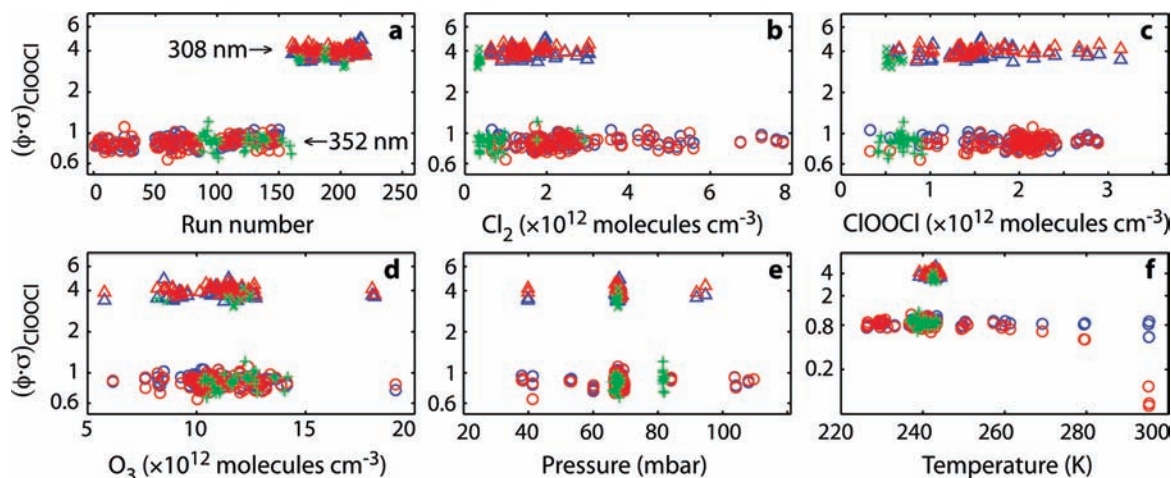 6
4
2
1
0.6
(ϕ·σ)ClOOCl
308 nm→
←352 nm
a
0 50 100 150 200 250
Run number
6
4
2
1
0.6
b
0 2 4 6 8
Cl2 (×10^12 molecules cm^-3)
6
4
2
1
0.6
c
0 1 2 3
ClOOCl (×10^12 molecules cm^-3)
6
4
2
1
0.6
(ϕ·σ)ClOOCl
d
5 10 15 20
O3 (×10^12 molecules cm^-3)
6
4
2
1
0.6
e
20 40 60 80 100
Pressure (mbar)
4
2
0.8
0.2
f
220 240 260 280
Temperature (K)